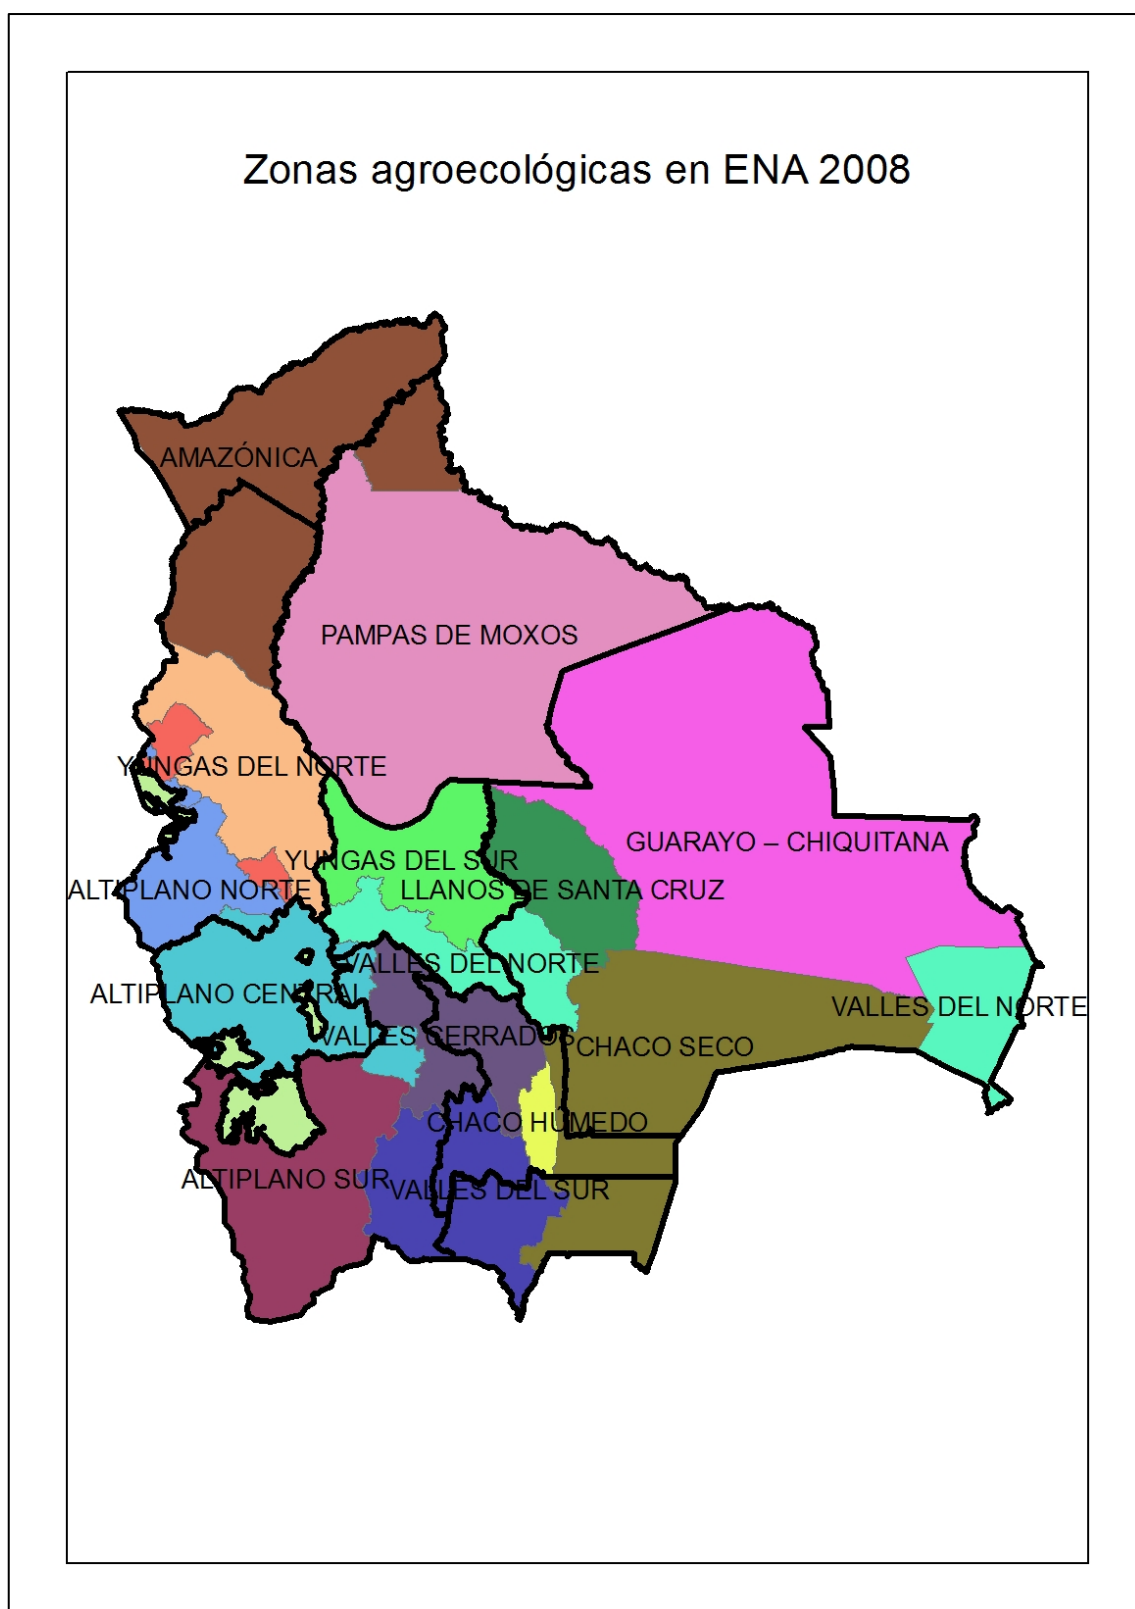 Zonas agroecológicas en ENA 2008
AMAZÓNICA
PAMPAS DE MOXOS
YUNGAS DEL NORTE
GUARAYO – CHIQUITANA
YUNGAS DEL SUR
ALTIPLANO NORTE
LLANOS DE SANTA CRUZ
VALLES DEL NORTE
ALTIPLANO CENTRAL
VALLES DEL NORTE
VALLES CERRADOS
CHACO SECO
CHACO HÚMEDO
ALTIPLANO SUR
VALLES DEL SUR